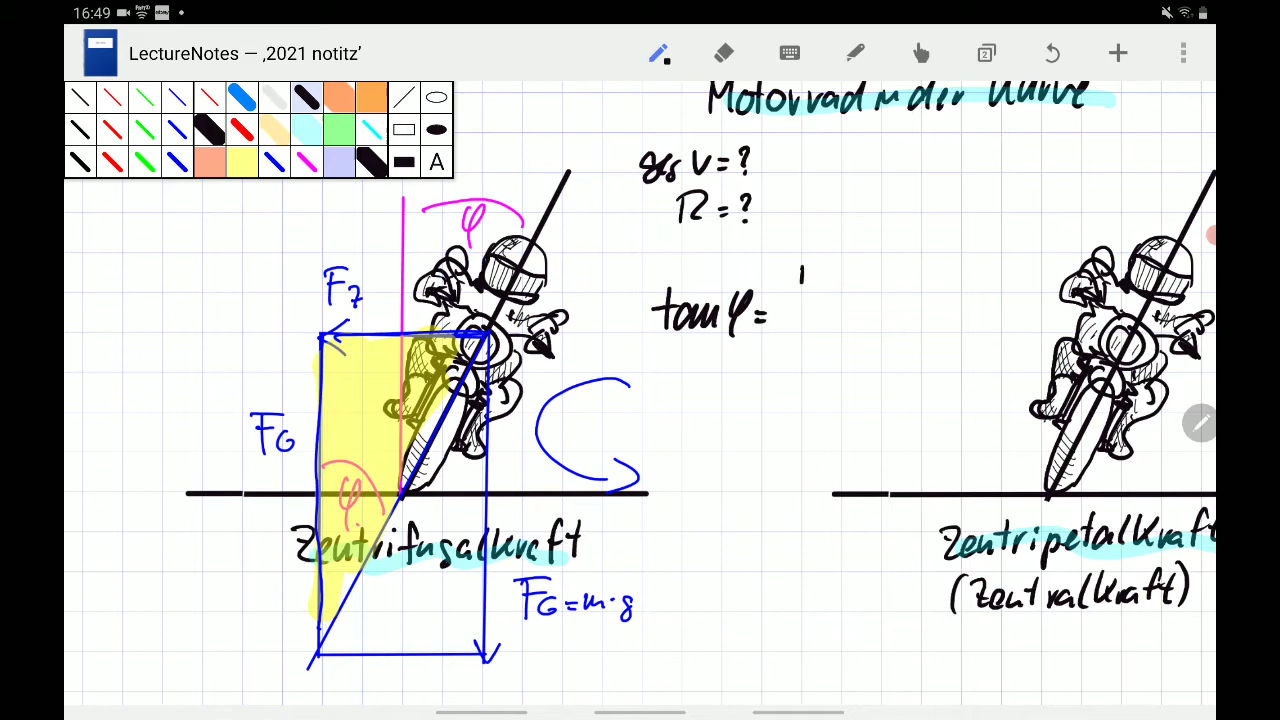 16:49
LectureNotes — ‚2021 notitz’
A
Motorrad in der Kurve
ges v = ?
R = ?
φ
tan φ =
Fz
FG
φ
Zentrifugalkraft
FG = m · g
Zentripetalkraft
(Zentralkraft)